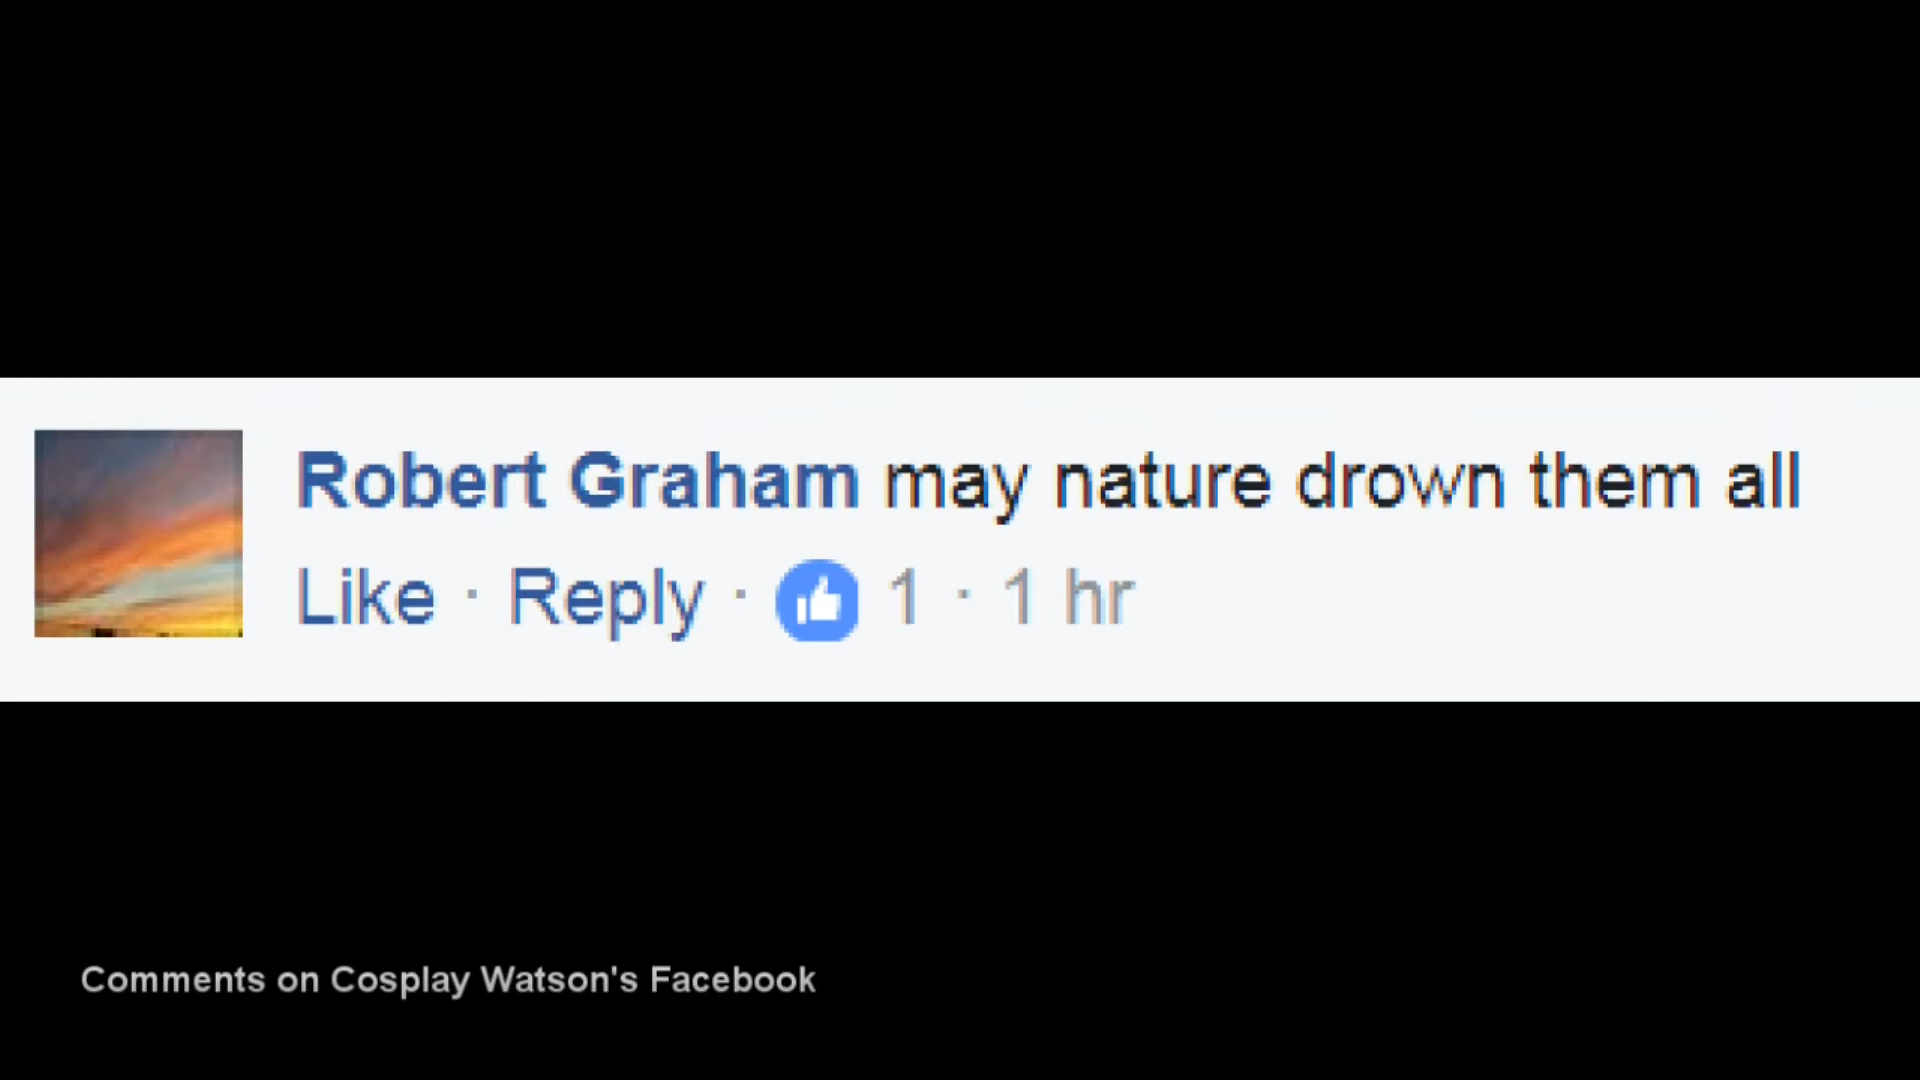 Robert Graham may nature drown them all
Like · Reply · 1 · 1 hr
Comments on Cosplay Watson's Facebook